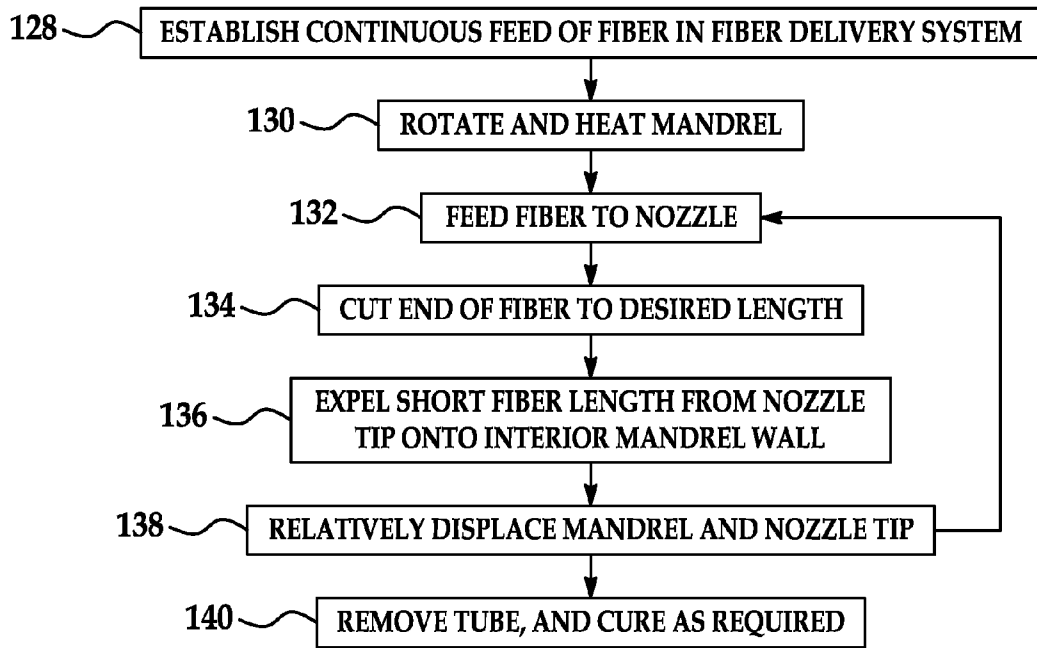 128 ESTABLISH CONTINUOUS FEED OF FIBER IN FIBER DELIVERY SYSTEM
130 ROTATE AND HEAT MANDREL
132 FEED FIBER TO NOZZLE
134 CUT END OF FIBER TO DESIRED LENGTH
136 EXPEL SHORT FIBER LENGTH FROM NOZZLE
TIP ONTO INTERIOR MANDREL WALL
138 RELATIVELY DISPLACE MANDREL AND NOZZLE TIP
140 REMOVE TUBE, AND CURE AS REQUIRED